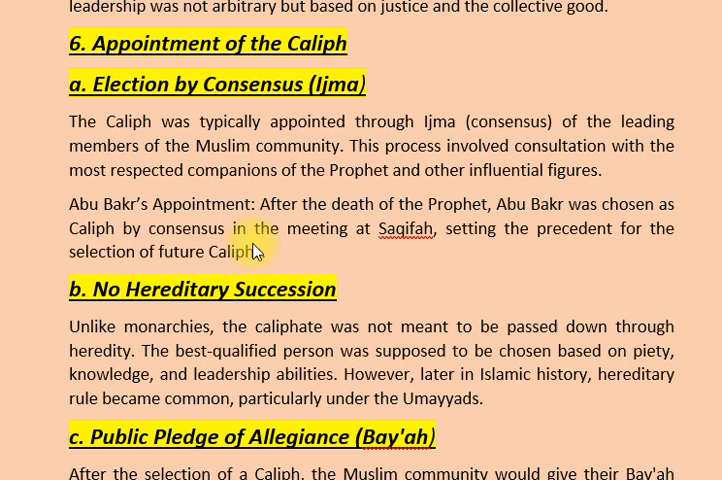 leadership was not arbitrary but based on justice and the collective good.
6. Appointment of the Caliph
a. Election by Consensus (Ijma)
The Caliph was typically appointed through Ijma (consensus) of the leading
members of the Muslim community. This process involved consultation with the
most respected companions of the Prophet and other influential figures.
Abu Bakr’s Appointment: After the death of the Prophet, Abu Bakr was chosen as
Caliph by consensus in the meeting at Saqifah, setting the precedent for the
selection of future Caliph
b. No Hereditary Succession
Unlike monarchies, the caliphate was not meant to be passed down through
heredity. The best-qualified person was supposed to be chosen based on piety,
knowledge, and leadership abilities. However, later in Islamic history, hereditary
rule became common, particularly under the Umayyads.
c. Public Pledge of Allegiance (Bay'ah)
After the selection of a Caliph, the Muslim community would give their Bay'ah